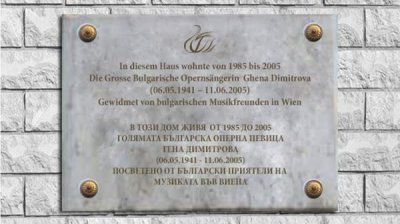 In diesem Haus wohnte von 1985 bis 2005
Die Grosse Bulgarische Opernsängerin Ghena Dimitrova
(06.05.1941 – 11.06.2005)
Gewidmet von bulgarischen Musikfreunden in Wien
В ТОЗИ ДОМ ЖИВЯ ОТ 1985 ДО 2005
ГОЛЯМАТА БЪЛГАРСКА ОПЕРНА ПЕВИЦА
ГЕНА ДИМИТРОВА
(06.05.1941 - 11.06.2005)
ПОСВЕТЕНО ОТ БЪЛГАРСКИ ПРИЯТЕЛИ НА
МУЗИКАТА ВЪВ ВИЕНА